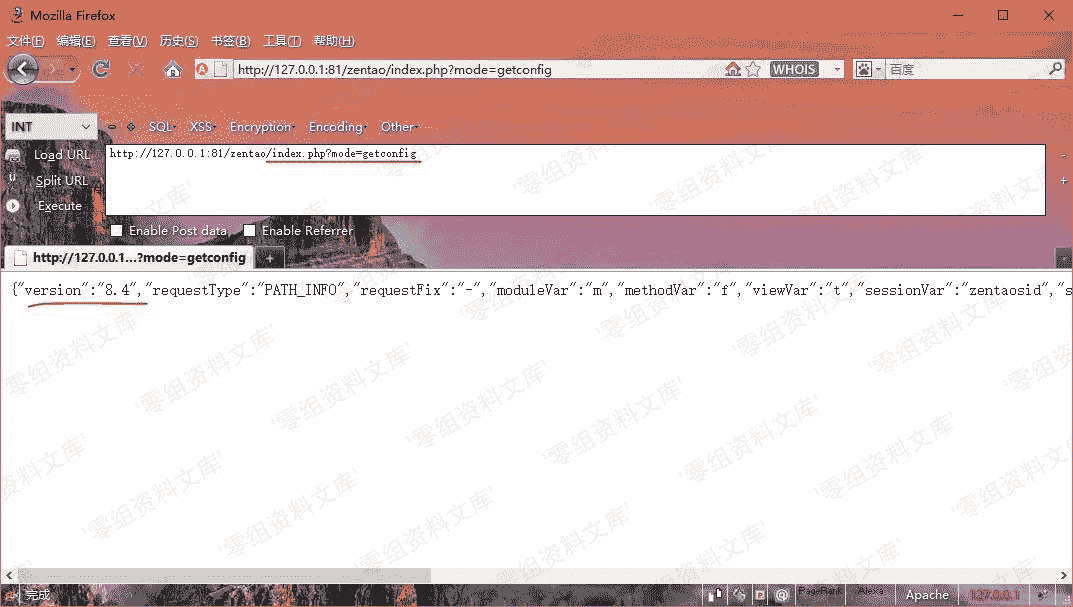 Mozilla Firefox
文件(F) 编辑(E) 查看(V) 历史(S) 书签(B) 工具(T) 帮助(H)
http://127.0.0.1:81/zentao/index.php?mode=getconfig WHOIS 百度
INT SQL XSS Encryption Encoding Other
Load URL http://127.0.0.1:81/zentao/index.php?mode=getconfig
Split URL
Execute
Enable Post data Enable Referrer
http://127.0.0.1...?mode=getconfig
{"version":"8.4","requestType":"PATH_INFO","requestFix":"-","moduleVar":"m","methodVar":"f","viewVar":"t","sessionVar":"zentaosid","s
'零组资料文库'
完成 PageRank Alexa Apache 127.0.0.1